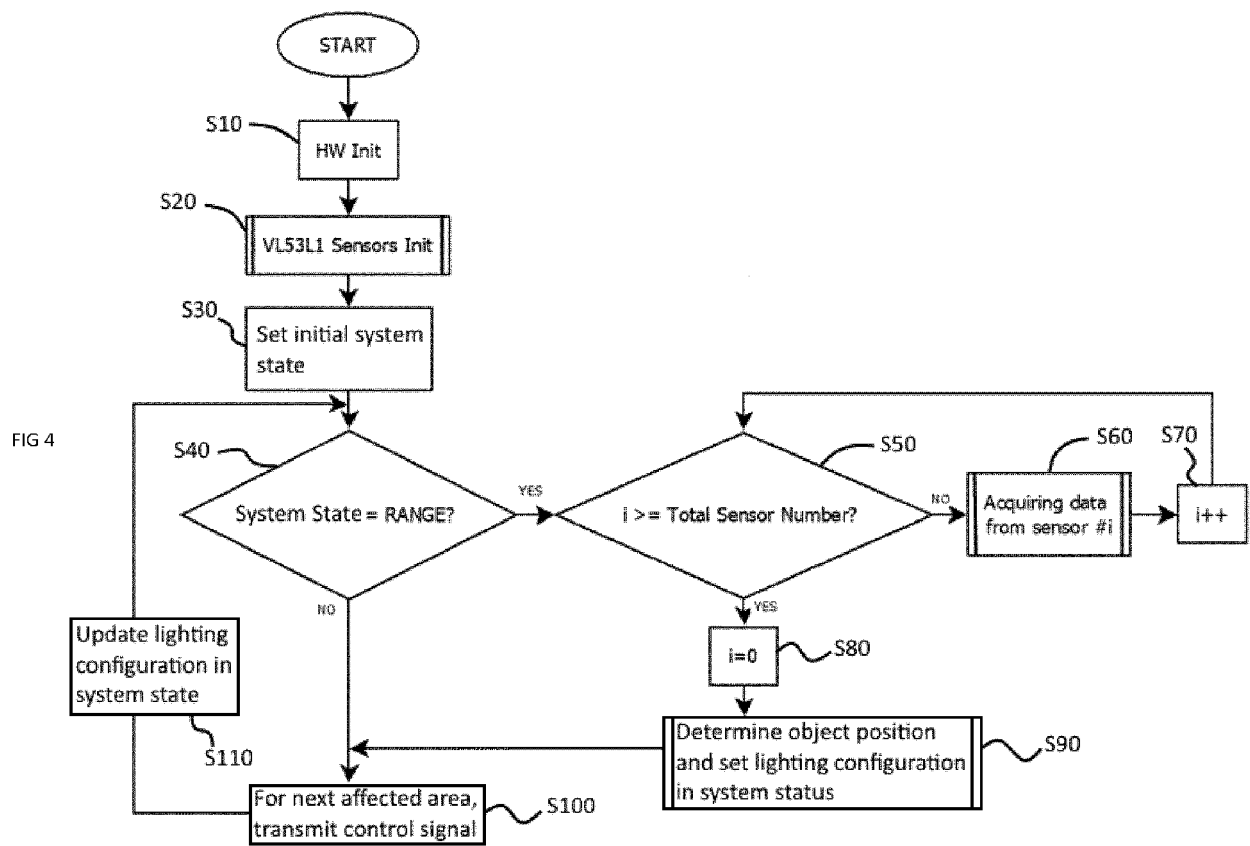 START
S10
HW Init
S20
VL53L1 Sensors Init
S30
Set initial system
state
FIG 4
S40
System State = RANGE?
YES
NO
S50
i >= Total Sensor Number?
NO
YES
S60
Acquiring data
from sensor #i
S70
i++
i=0
S80
Determine object position
and set lighting configuration
in system status
S90
For next affected area,
transmit control signal
S100
Update lighting
configuration in
system state
S110